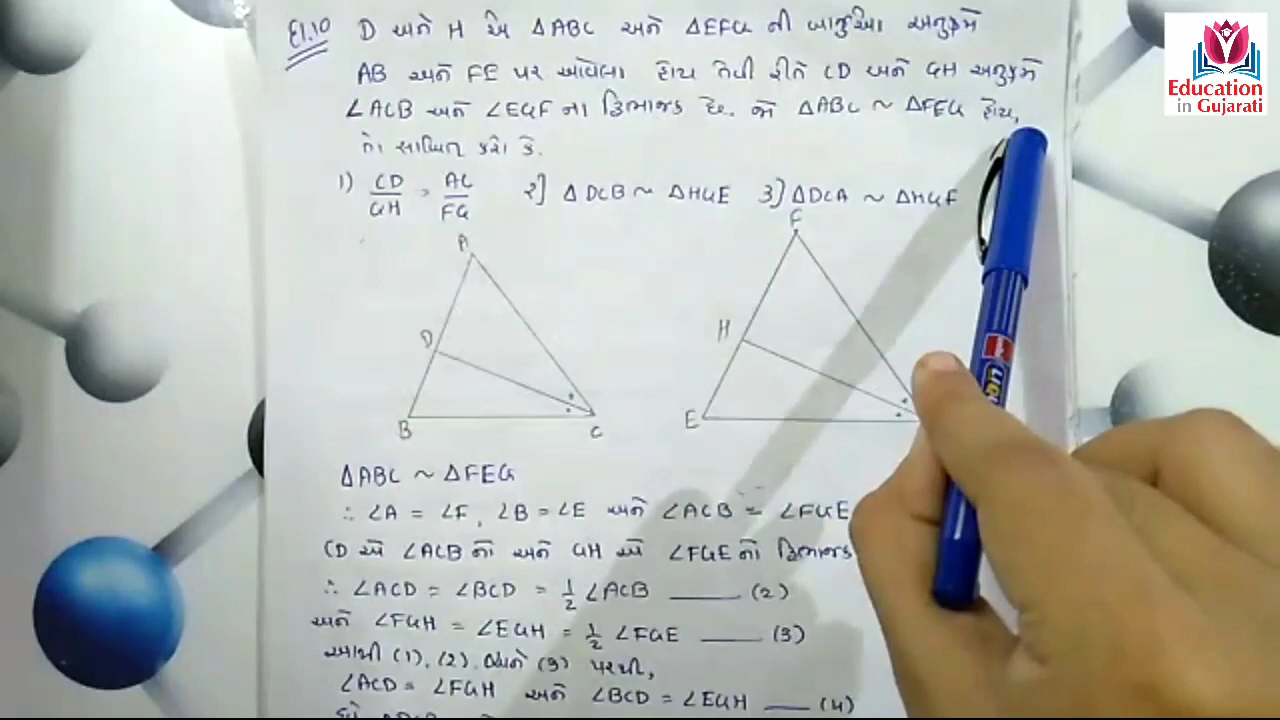 દા.10 D અને H એ ΔABC અને ΔEFG ની બાજુઓ અનુક્રમે
AB અને FE પર આવેલા હોય તેવી રીતે CD અને GH અનુક્રમે
∠ACB અને ∠EGF ના દ્વિભાજક છે. જો ΔABC ~ ΔFEG હોય,
તો સાબિત કરો કે.
1) CD/GH = AC/FG 2] ΔDCB ~ ΔHGE 3] ΔDCA ~ ΔHGF
A
F
D
H
B
C
E
ΔABC ~ ΔFEG
∴ ∠A = ∠F, ∠B = ∠E અને ∠ACB = ∠FGE
CD એ ∠ACB નો અને GH એ ∠FGE નો દ્વિભાજક
∴ ∠ACD = ∠BCD = 1/2 ∠ACB ——— (2)
અને ∠FGH = ∠EGH = 1/2 ∠FGE ——— (3)
આથી (1), (2) અને (3) પરથી,
∠ACD = ∠FGH અને ∠BCD = ∠EGH —— (4)
Education
in Gujarati